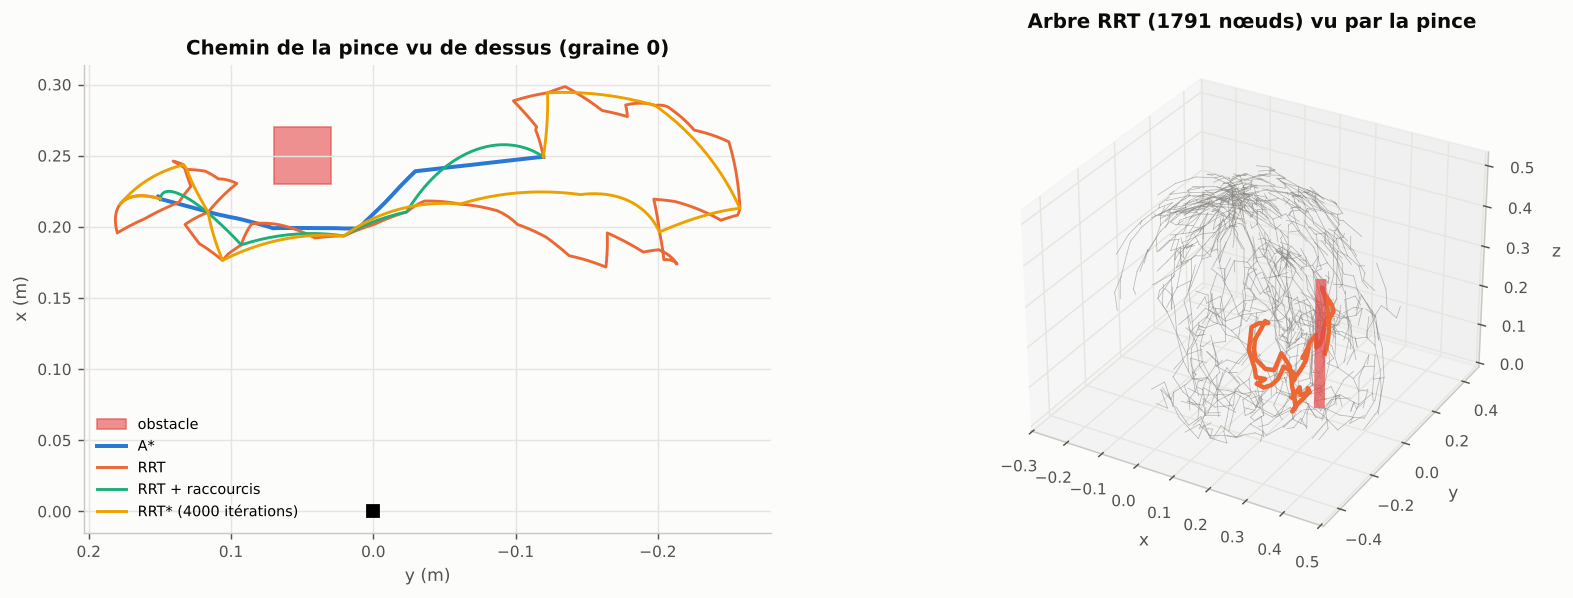 Chemin de la pince vu de dessus (graine 0)
0.30
0.25
0.20
0.15
0.10
0.05
0.00
x (m)
obstacle
A*
RRT
RRT + raccourcis
RRT* (4000 itérations)
0.2
0.1
0.0
−0.1
−0.2
y (m)
Arbre RRT (1791 nœuds) vu par la pince
0.5
0.4
0.3
0.2
0.1
0.0
z
0.4
0.2
0.0
−0.2
−0.4
y
−0.3
−0.2
−0.1
0.0
0.1
0.2
0.3
0.4
0.5
x